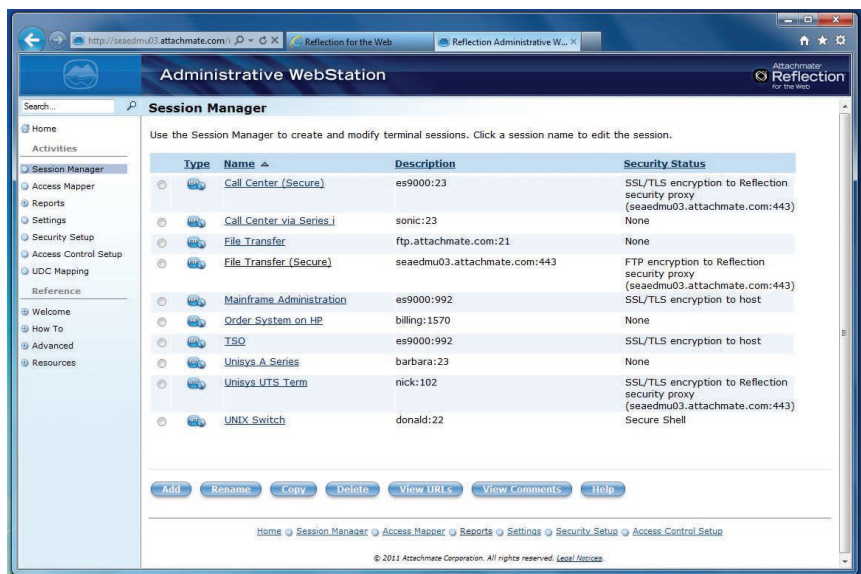 http://seaedmu03.attachmate.com/r
Reflection for the Web
Reflection Administrative W...
Administrative WebStation
Attachmate
Reflection
for the Web
Search...
Session Manager
Home
Activities
Session Manager
Access Mapper
Reports
Settings
Security Setup
Access Control Setup
UDC Mapping
Reference
Welcome
How To
Advanced
Resources
Use the Session Manager to create and modify terminal sessions. Click a session name to edit the session.
Type Name Description Security Status
Call Center (Secure) es9000:23 SSL/TLS encryption to Reflection
security proxy
(seaedmu03.attachmate.com:443)
Call Center via Series i sonic:23 None
File Transfer ftp.attachmate.com:21 None
File Transfer (Secure) seaedmu03.attachmate.com:443 FTP encryption to Reflection
security proxy
(seaedmu03.attachmate.com:443)
Mainframe Administration es9000:992 SSL/TLS encryption to host
Order System on HP billing:1570 None
TSO es9000:992 SSL/TLS encryption to host
Unisys A Series barbara:23 None
Unisys UTS Term nick:102 SSL/TLS encryption to Reflection
security proxy
(seaedmu03.attachmate.com:443)
UNIX Switch donald:22 Secure Shell
Add Rename Copy Delete View URLs View Comments Help
Home Session Manager Access Mapper Reports Settings Security Setup Access Control Setup
© 2011 Attachmate Corporation. All rights reserved. Legal Notices.